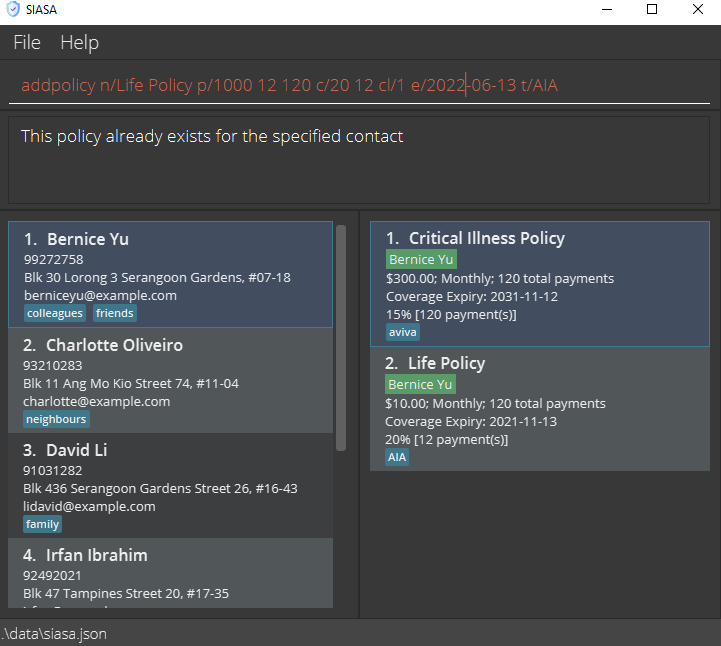 SIASA
File Help
addpolicy n/Life Policy p/1000 12 120 c/20 12 cl/1 e/2022-06-13 t/AIA
This policy already exists for the specified contact
1. Bernice Yu
99272758
Blk 30 Lorong 3 Serangoon Gardens, #07-18
berniceyu@example.com
colleagues friends
2. Charlotte Oliveiro
93210283
Blk 11 Ang Mo Kio Street 74, #11-04
charlotte@example.com
neighbours
3. David Li
91031282
Blk 436 Serangoon Gardens Street 26, #16-43
lidavid@example.com
family
4. Irfan Ibrahim
92492021
Blk 47 Tampines Street 20, #17-35
1. Critical Illness Policy
Bernice Yu
$300.00; Monthly; 120 total payments
Coverage Expiry: 2031-11-12
15% [120 payment(s)]
aviva
2. Life Policy
Bernice Yu
$10.00; Monthly; 120 total payments
Coverage Expiry: 2021-11-13
20% [12 payment(s)]
AIA
.\data\siasa.json